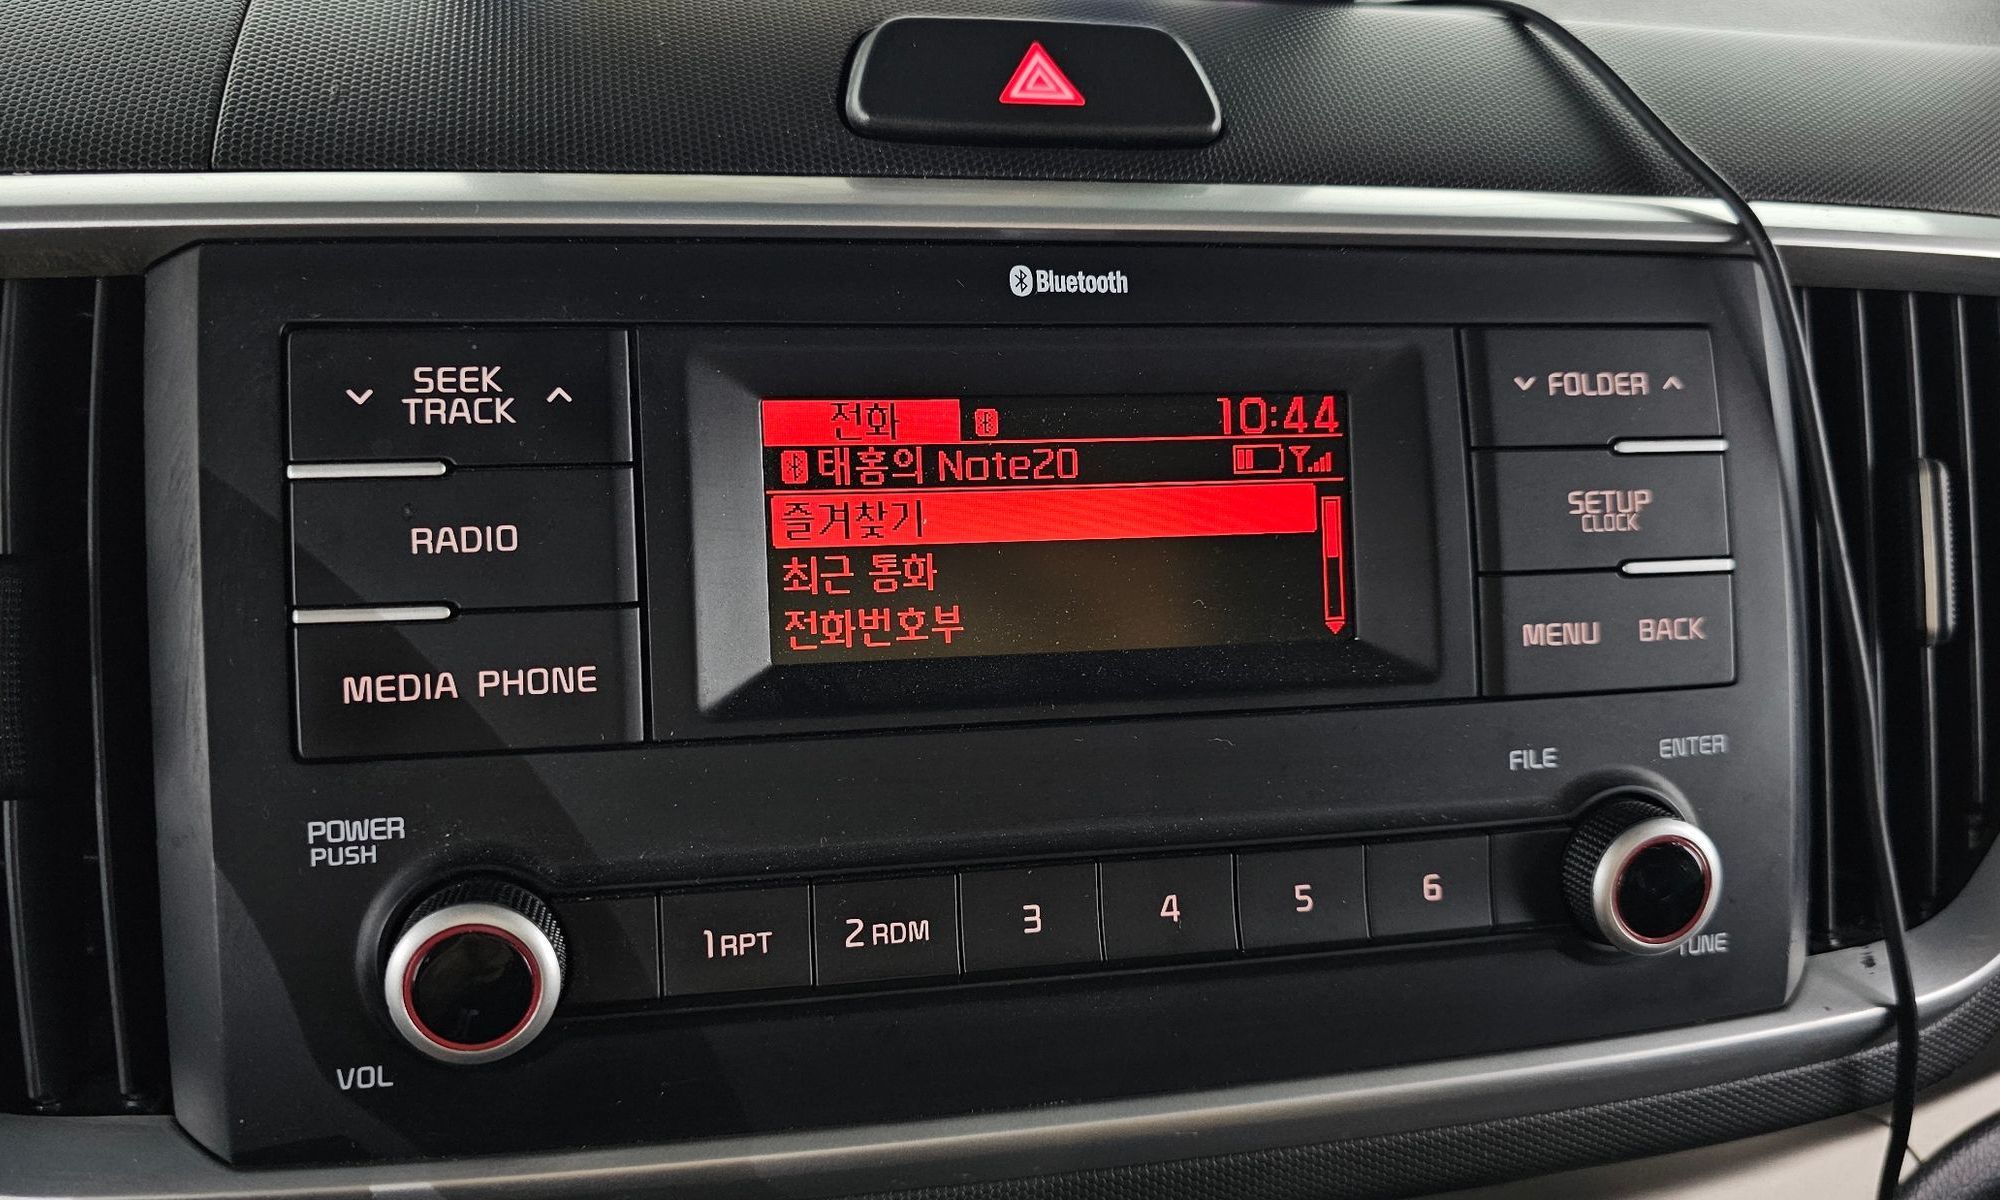 Bluetooth
SEEK
TRACK
RADIO
MEDIA PHONE
전화 10:44
태홍의 Note20
즐겨찾기
최근 통화
전화번호부
FOLDER
SETUP
CLOCK
MENU BACK
FILE ENTER
POWER
PUSH
1 RPT 2 RDM 3 4 5 6
TUNE
VOL